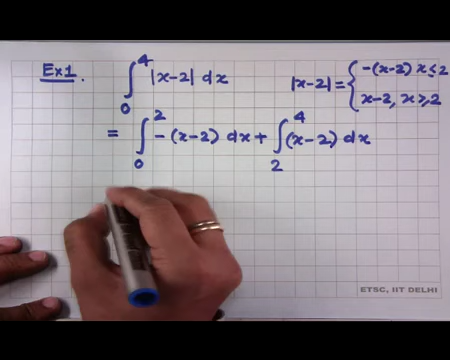 Ex1. ∫₀⁴ |x-2| dx
|x-2| = { -(x-2) x ≤ 2
x-2, x ≥ 2
= ∫₀² -(x-2) dx + ∫₂⁴ (x-2) dx
ETSC, IIT DELHI